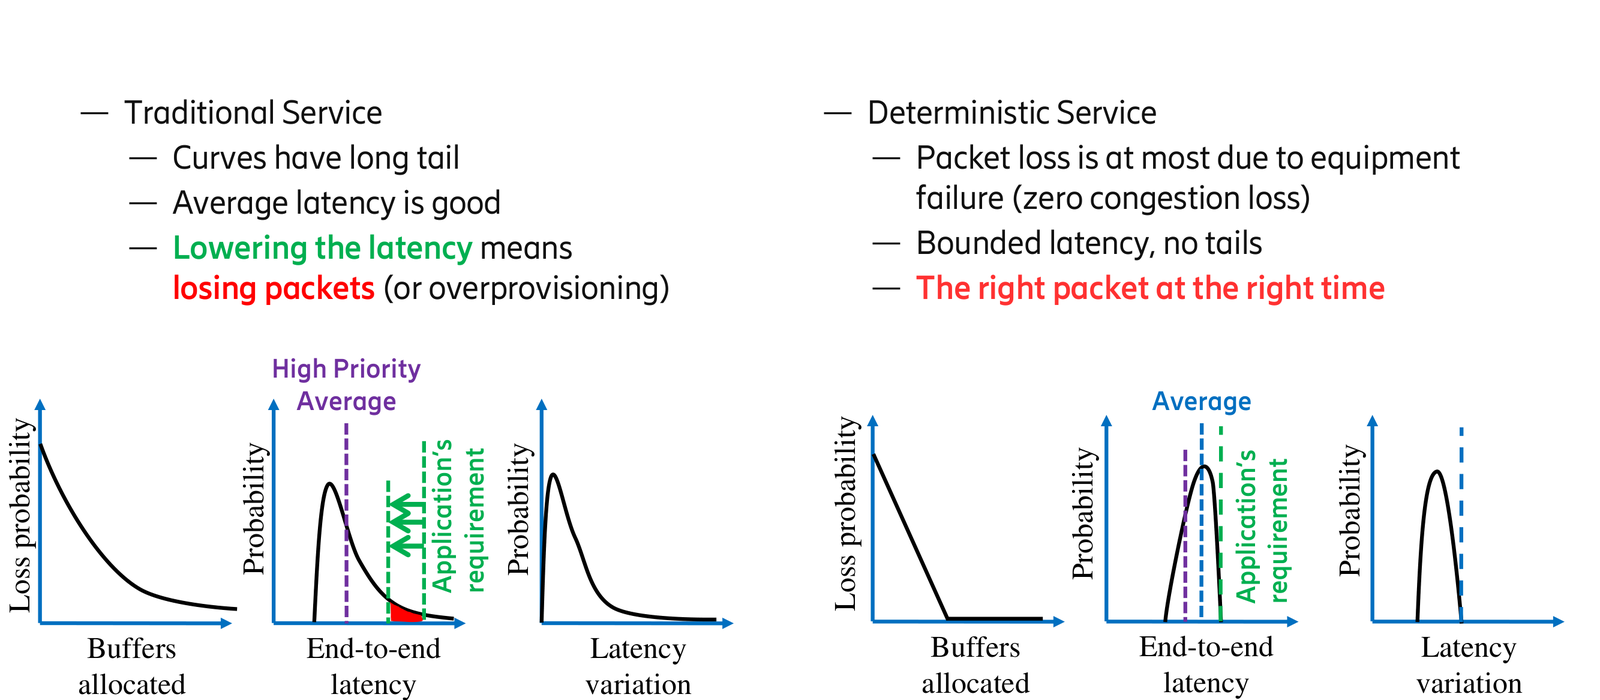 — Traditional Service
— Curves have long tail
— Average latency is good
— Lowering the latency means
losing packets (or overprovisioning)
— Deterministic Service
— Packet loss is at most due to equipment
failure (zero congestion loss)
— Bounded latency, no tails
— The right packet at the right time
Loss probability
Buffers
allocated
High Priority
Average
Probability
Application's
requirement
End-to-end
latency
Probability
Latency
variation
Loss probability
Buffers
allocated
Average
Probability
Application's
requirement
End-to-end
latency
Probability
Latency
variation